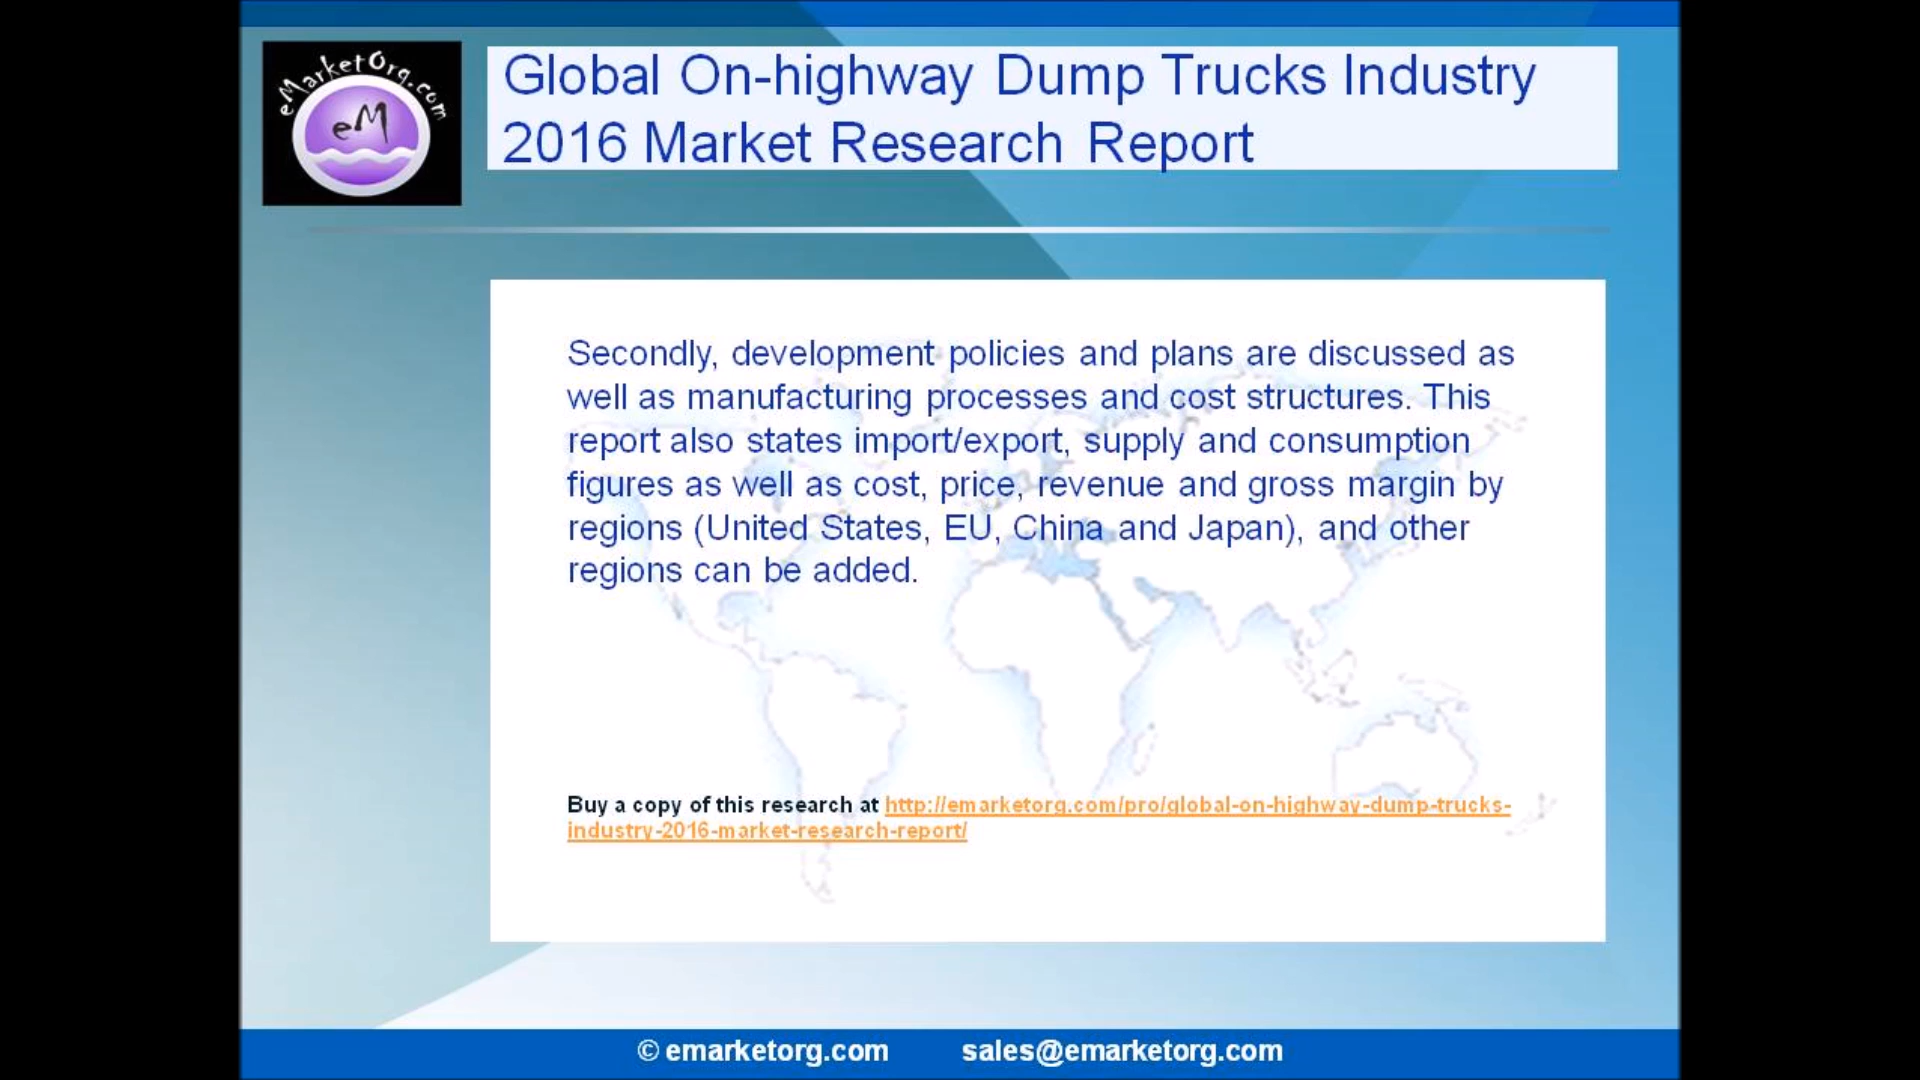 eMarketOrg.com
eM
Global On-highway Dump Trucks Industry
2016 Market Research Report
Secondly, development policies and plans are discussed as
well as manufacturing processes and cost structures. This
report also states import/export, supply and consumption
figures as well as cost, price, revenue and gross margin by
regions (United States, EU, China and Japan), and other
regions can be added.
Buy a copy of this research at http://emarketorg.com/pro/global-on-highway-dump-trucks-
industry-2016-market-research-report/
© emarketorg.com sales@emarketorg.com